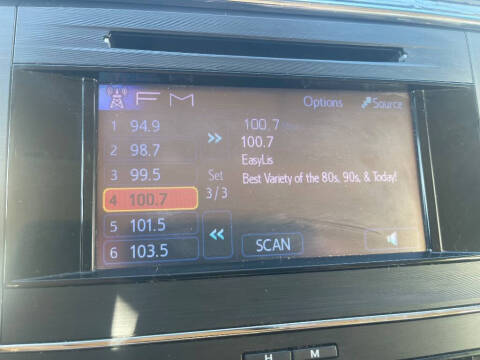 FM
Options
Source
1 94.9
2 98.7
3 99.5
4 100.7
5 101.5
6 103.5
»
Set
3/3
«
100.7
100.7
EasyLis
Best Variety of the 80s, 90s, & Today!
SCAN
H M